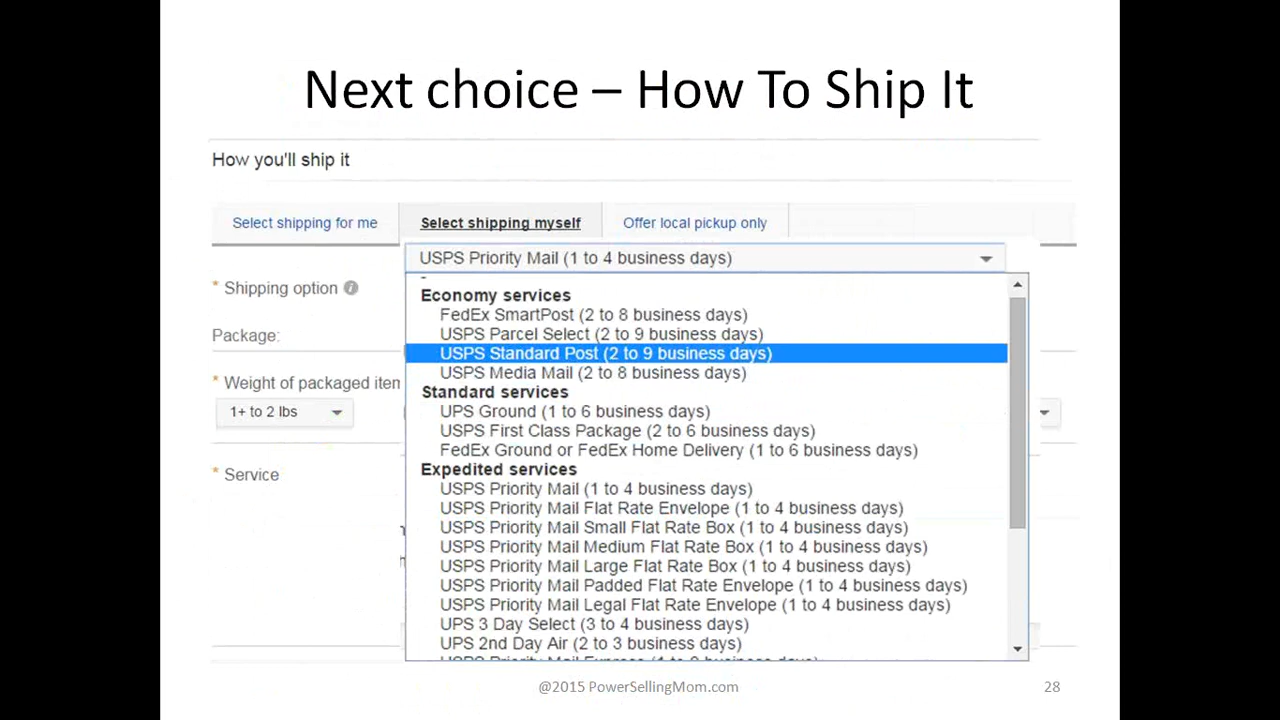 Next choice – How To Ship It
How you'll ship it
Select shipping for me
Select shipping myself
Offer local pickup only
USPS Priority Mail (1 to 4 business days)
* Shipping option
Package:
* Weight of packaged item
1+ to 2 lbs
* Service
Economy services
FedEx SmartPost (2 to 8 business days)
USPS Parcel Select (2 to 9 business days)
USPS Standard Post (2 to 9 business days)
USPS Media Mail (2 to 8 business days)
Standard services
UPS Ground (1 to 6 business days)
USPS First Class Package (2 to 6 business days)
FedEx Ground or FedEx Home Delivery (1 to 6 business days)
Expedited services
USPS Priority Mail (1 to 4 business days)
USPS Priority Mail Flat Rate Envelope (1 to 4 business days)
USPS Priority Mail Small Flat Rate Box (1 to 4 business days)
USPS Priority Mail Medium Flat Rate Box (1 to 4 business days)
USPS Priority Mail Large Flat Rate Box (1 to 4 business days)
USPS Priority Mail Padded Flat Rate Envelope (1 to 4 business days)
USPS Priority Mail Legal Flat Rate Envelope (1 to 4 business days)
UPS 3 Day Select (3 to 4 business days)
UPS 2nd Day Air (2 to 3 business days)
@2015 PowerSellingMom.com
28